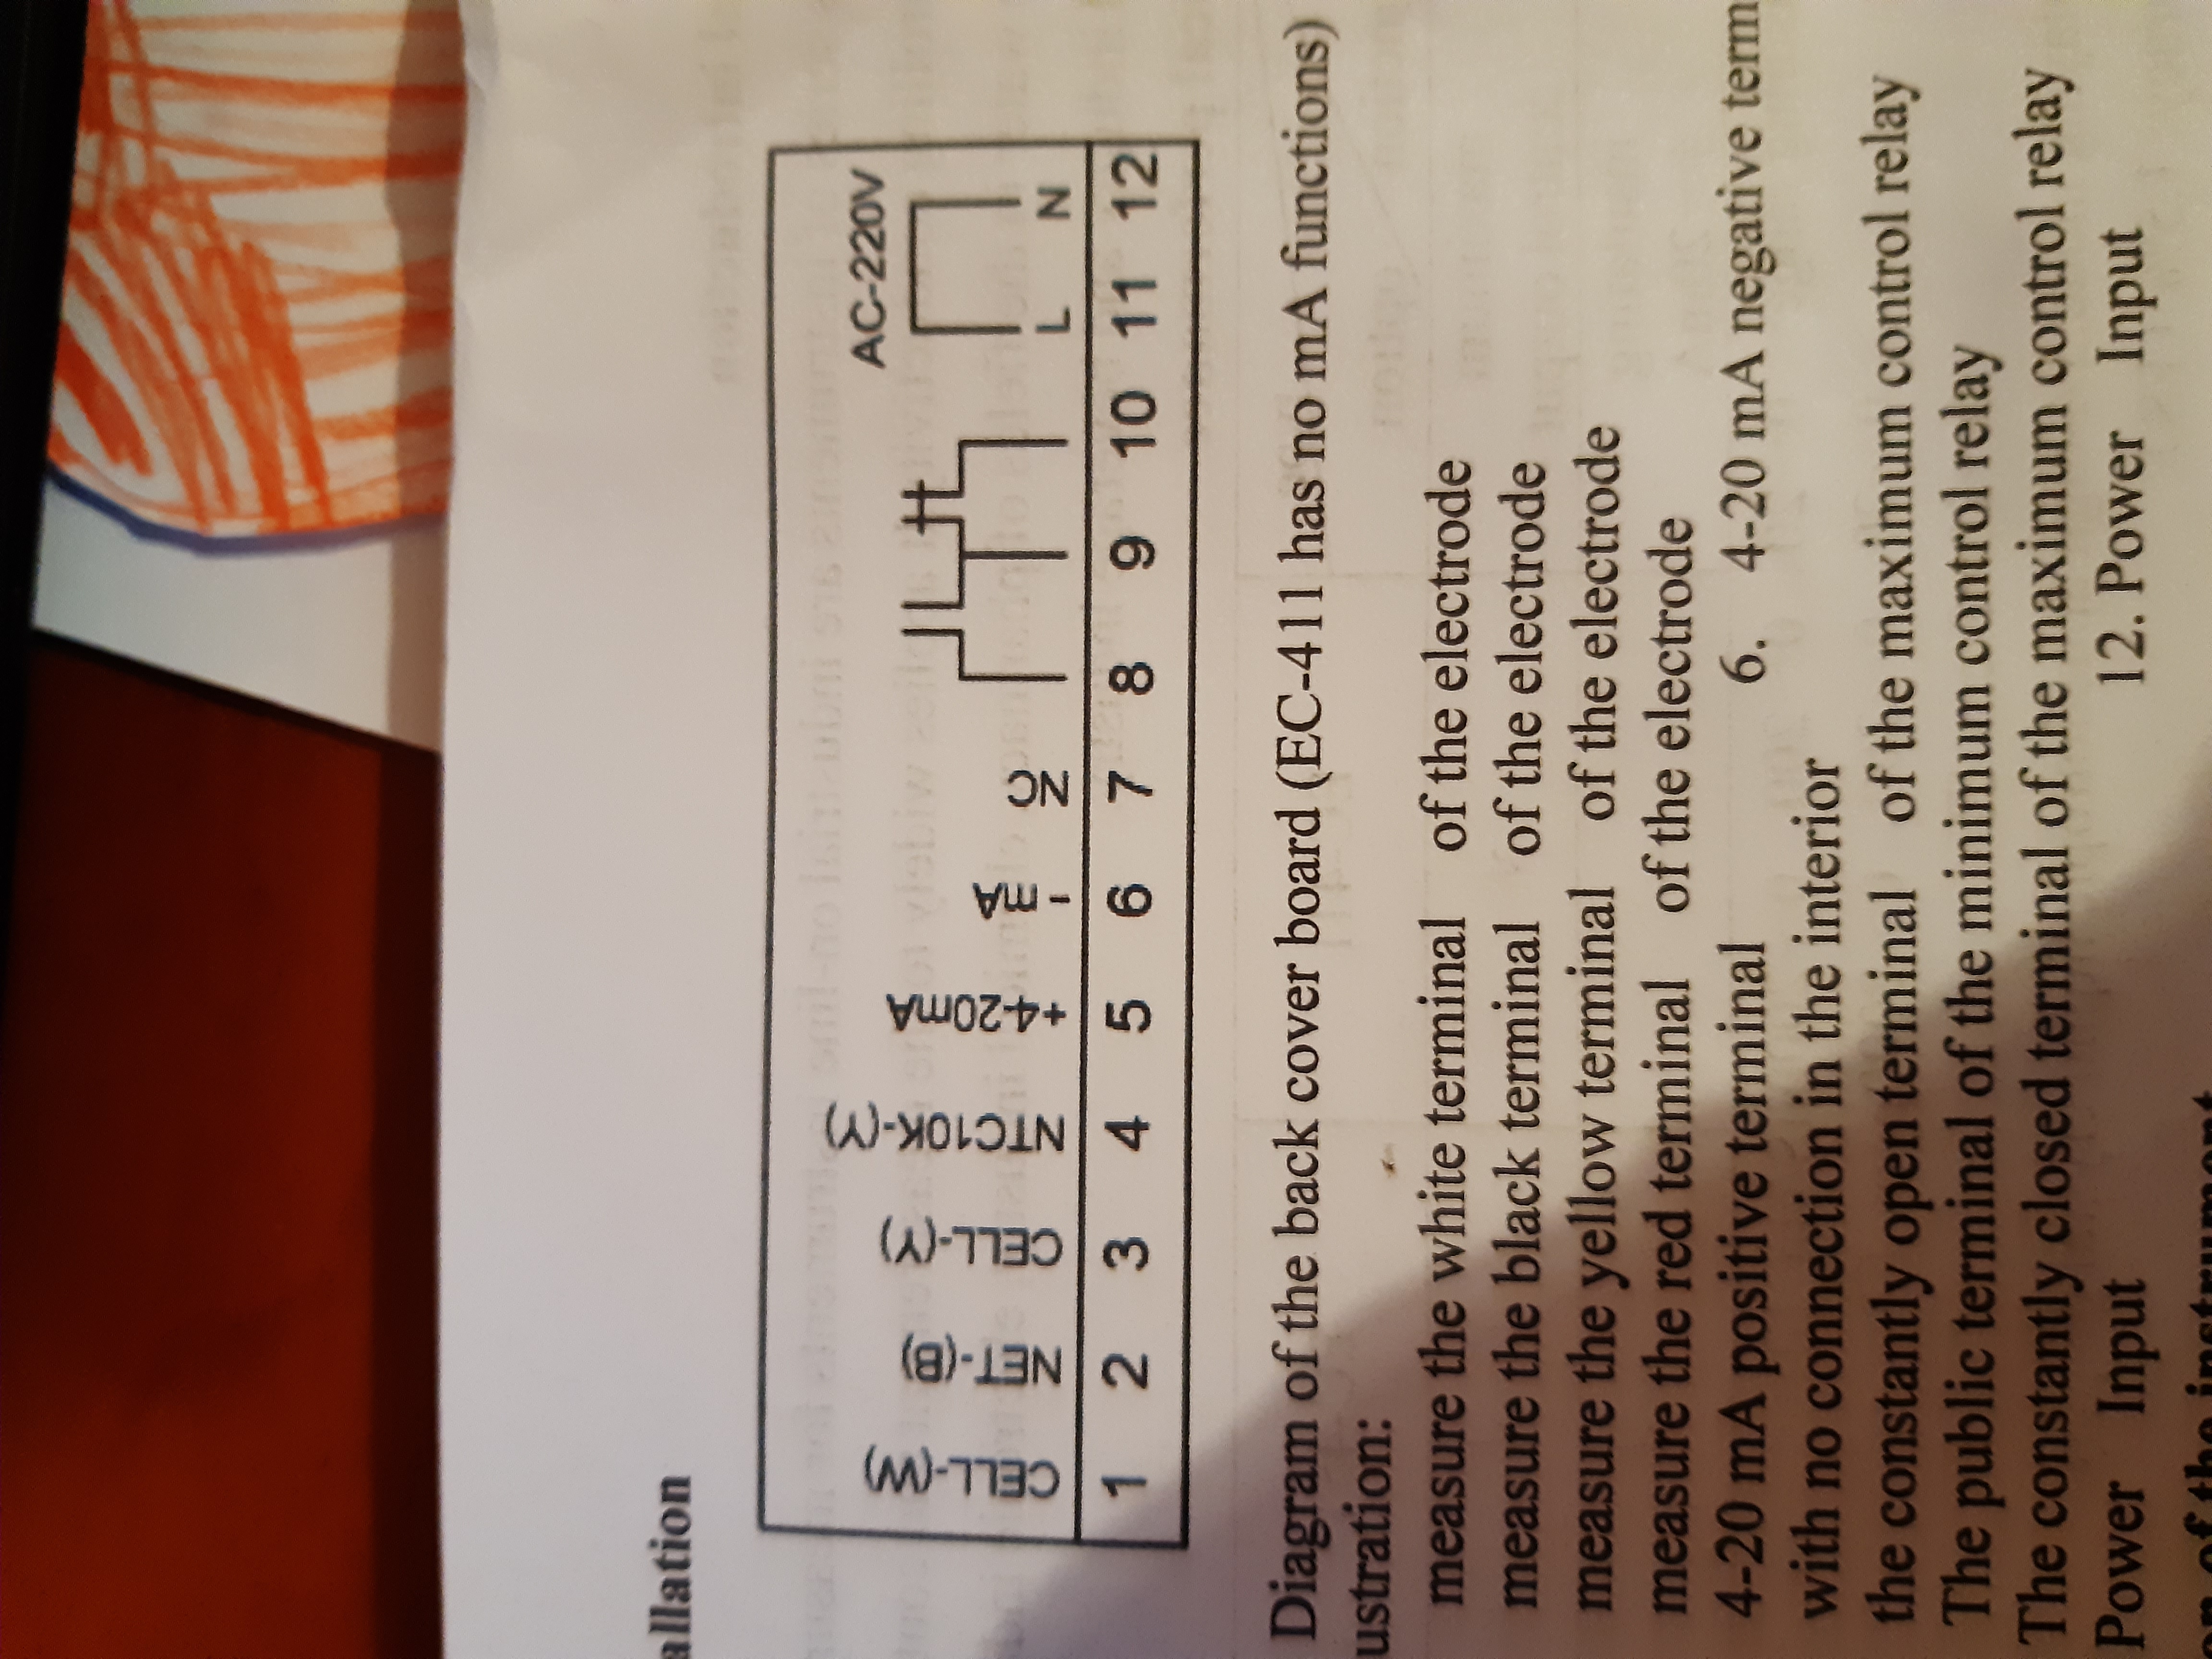 allation
AC-220V
CELL-(W) NET-(B) CELL-(Y) NTC10K-(Y) +4-20mA - mA NC L N
1 2 3 4 5 6 7 8 9 10 11 12
Diagram of the back cover board (EC-411 has no mA functions)
ustration:
measure the white terminal of the electrode
measure the black terminal of the electrode
measure the yellow terminal of the electrode
measure the red terminal of the electrode
4-20 mA positive terminal 6. 4-20 mA negative term
with no connection in the interior
the constantly open terminal of the maximum control relay
The public terminal of the minimum control relay
The constantly closed terminal of the maximum control relay
Power Input 12. Power Input
of the instrument